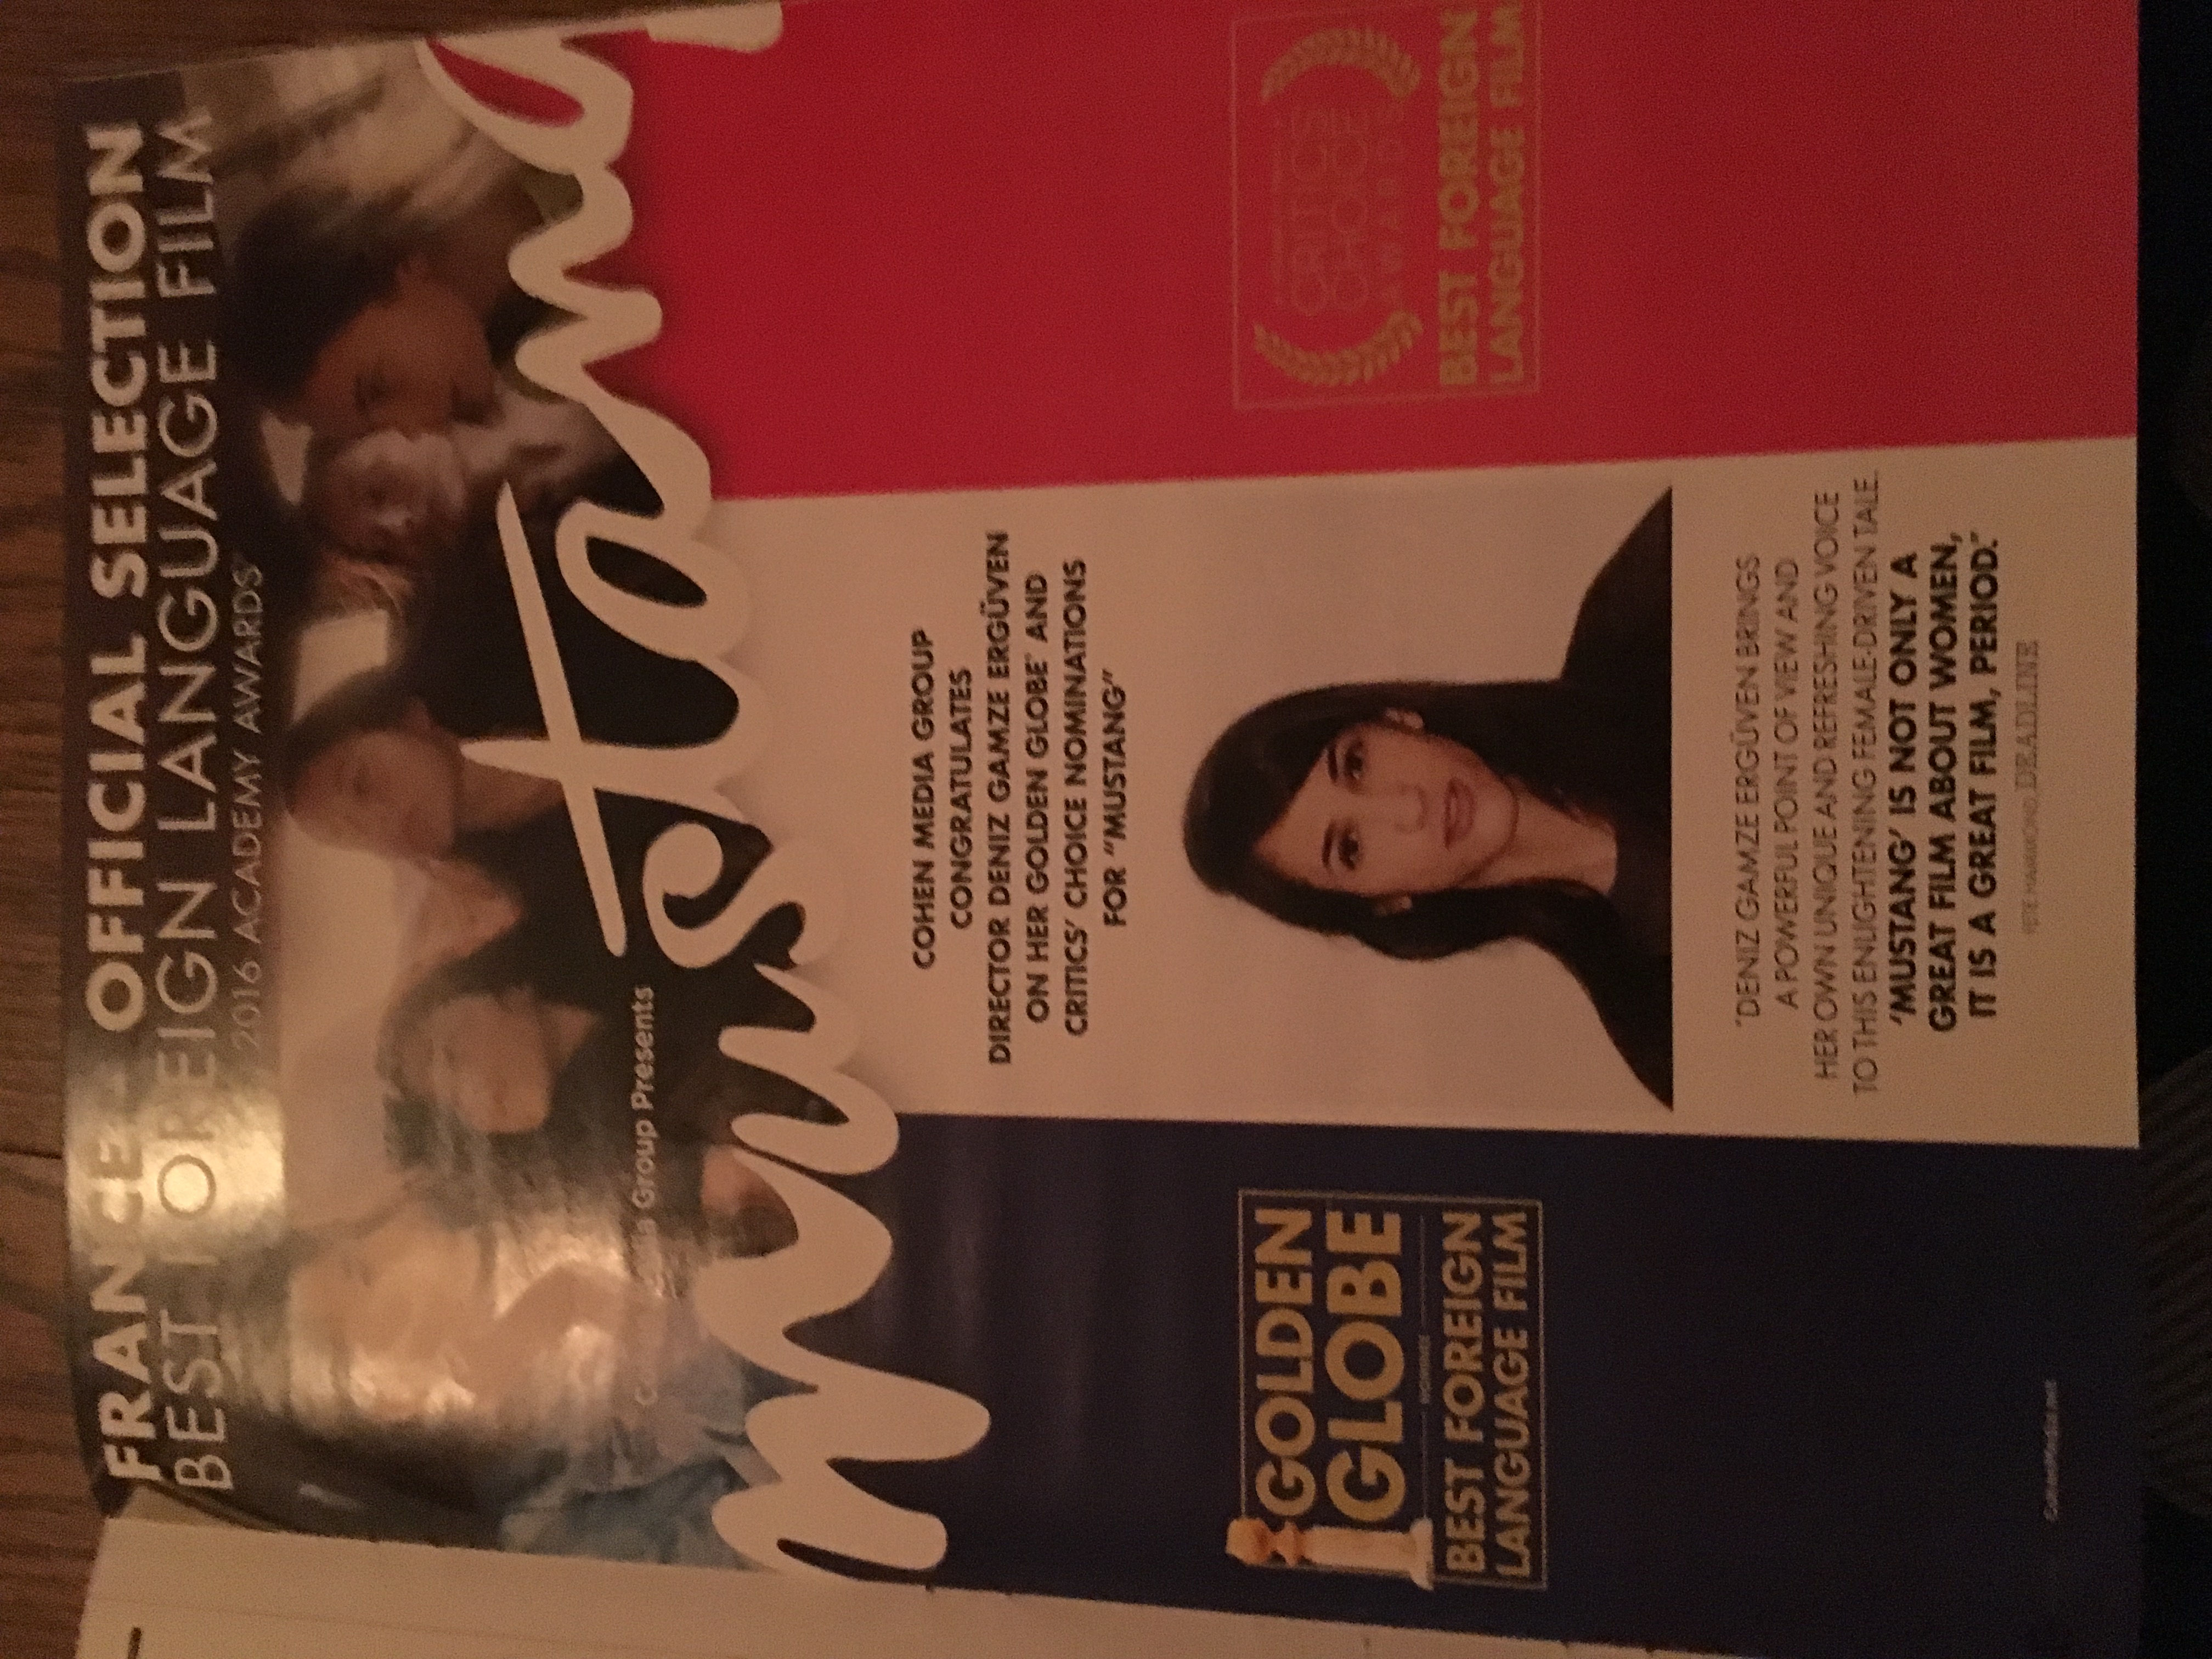 FRANCE - OFFICIAL SELECTION
BEST FOREIGN LANGUAGE FILM
2016 ACADEMY AWARDS
Cohen Media Group Presents
mustang
COHEN MEDIA GROUP
CONGRATULATES
DIRECTOR DENIZ GAMZE ERGÜVEN
ON HER GOLDEN GLOBE® AND
CRITICS' CHOICE NOMINATIONS
FOR "MUSTANG"
GOLDEN
GLOBE
NOMINEE
BEST FOREIGN
LANGUAGE FILM
CRITICS'
CHOICE
AWARDS
BEST FOREIGN
LANGUAGE FILM
"DENIZ GAMZE ERGÜVEN BRINGS
A POWERFUL POINT OF VIEW AND
HER OWN UNIQUE AND REFRESHING VOICE
TO THIS ENLIGHTENING FEMALE-DRIVEN TALE.
'MUSTANG' IS NOT ONLY A
GREAT FILM ABOUT WOMEN,
IT IS A GREAT FILM, PERIOD."
PETE HAMMOND, DEADLINE
CohenMedia.net